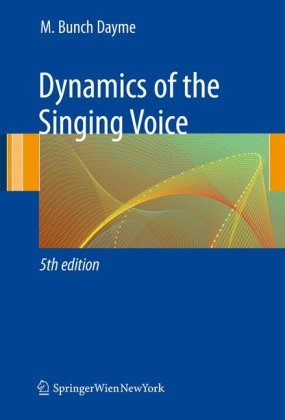 M. Bunch Dayme
Dynamics of the
Singing Voice
5th edition
SpringerWienNewYork